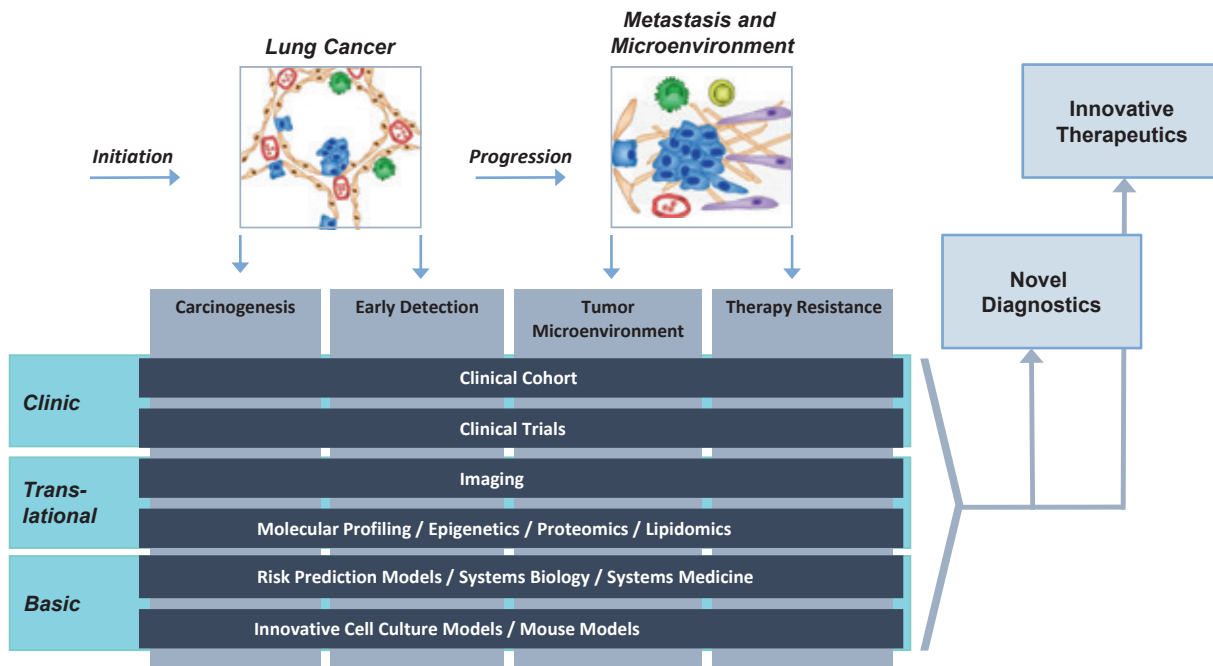 Lung Cancer
Metastasis and
Microenvironment
Initiation
Progression
Innovative
Therapeutics
Novel
Diagnostics
Carcinogenesis
Early Detection
Tumor
Microenvironment
Therapy Resistance
Clinic
Clinical Cohort
Clinical Trials
Trans-
lational
Imaging
Molecular Profiling / Epigenetics / Proteomics / Lipidomics
Basic
Risk Prediction Models / Systems Biology / Systems Medicine
Innovative Cell Culture Models / Mouse Models